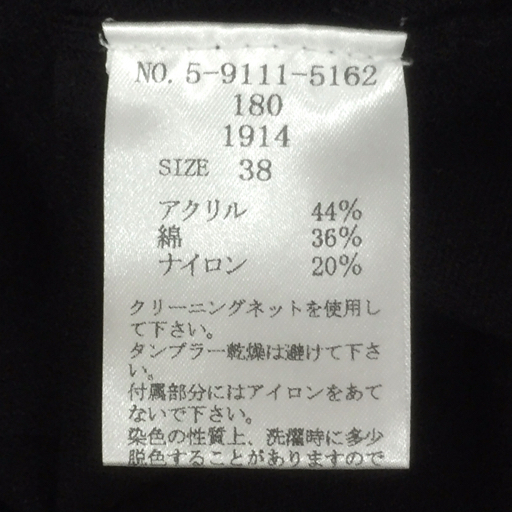 NO. 5-9111-5162
180
1914
SIZE 38
アクリル 44%
綿 36%
ナイロン 20%
クリーニングネットを使用し
て下さい。
タンブラー乾燥は避けて下さ
い。
付属部分にはアイロンをあて
ないで下さい。
染色の性質上、洗濯時に多少
脱色することがありますので